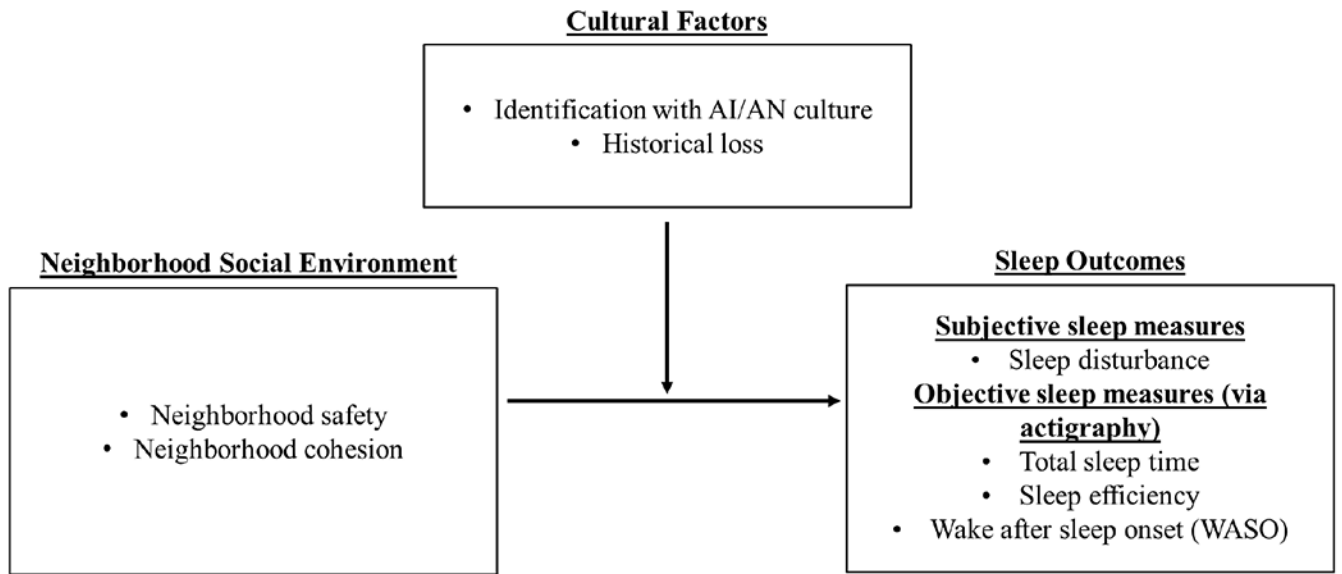 Cultural Factors
• Identification with AI/AN culture
• Historical loss
Neighborhood Social Environment
• Neighborhood safety
• Neighborhood cohesion
Sleep Outcomes
Subjective sleep measures
• Sleep disturbance
Objective sleep measures (via
actigraphy)
• Total sleep time
• Sleep efficiency
• Wake after sleep onset (WASO)